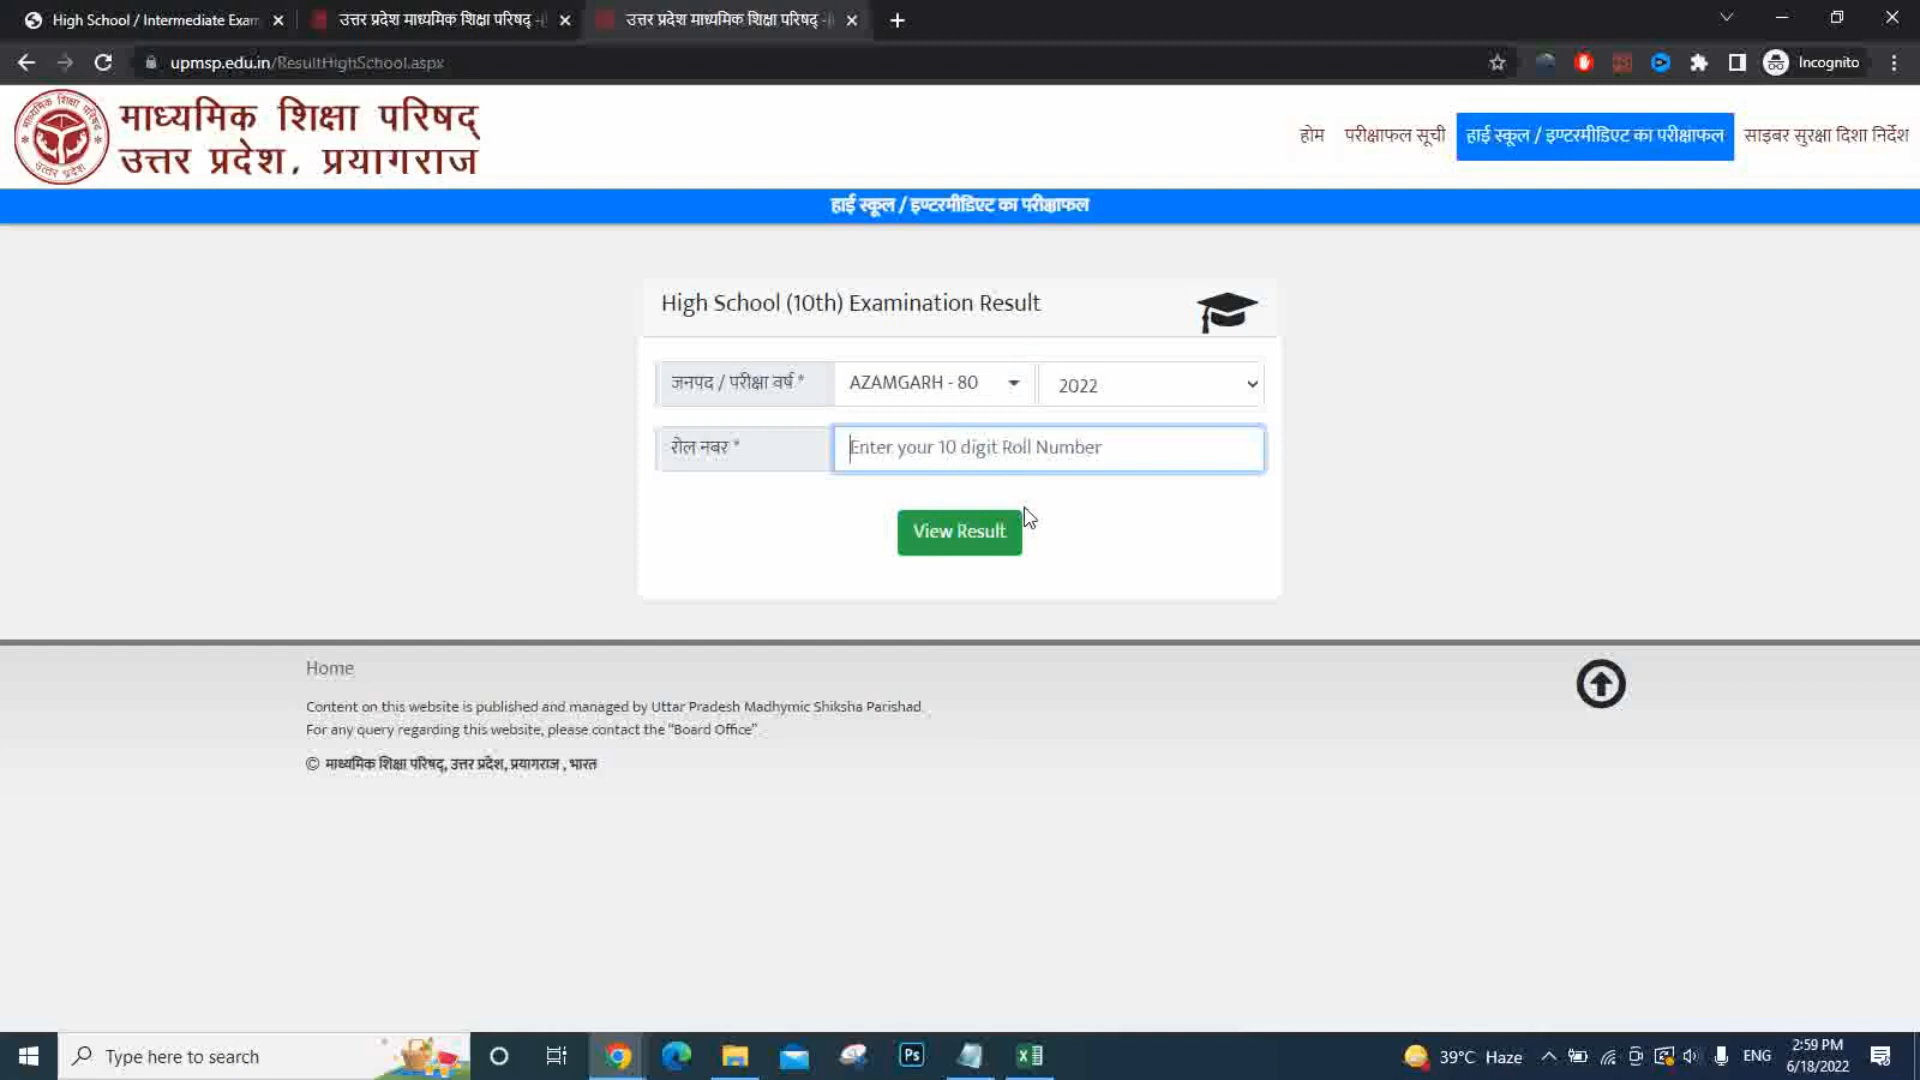 High School / Intermediate Exam
उत्तर प्रदेश माध्यमिक शिक्षा परिषद् -
उत्तर प्रदेश माध्यमिक शिक्षा परिषद् -
upmsp.edu.in/ResultHighSchool.aspx
Incognito
माध्यमिक शिक्षा परिषद्
उत्तर प्रदेश, प्रयागराज
होम परीक्षाफल सूची हाई स्कूल / इण्टरमीडिएट का परीक्षाफल साइबर सुरक्षा दिशा निर्देश
हाई स्कूल / इण्टरमीडिएट का परीक्षाफल
High School (10th) Examination Result
जनपद / परीक्षा वर्ष * AZAMGARH - 80 2022
रोल नबर * Enter your 10 digit Roll Number
View Result
Home
Content on this website is published and managed by Uttar Pradesh Madhymic Shiksha Parishad
For any query regarding this website, please contact the "Board Office".
© माध्यमिक शिक्षा परिषद्, उत्तर प्रदेश, प्रयागराज , भारत
Type here to search
Ps
39°C Haze
ENG
2:59 PM
6/18/2022